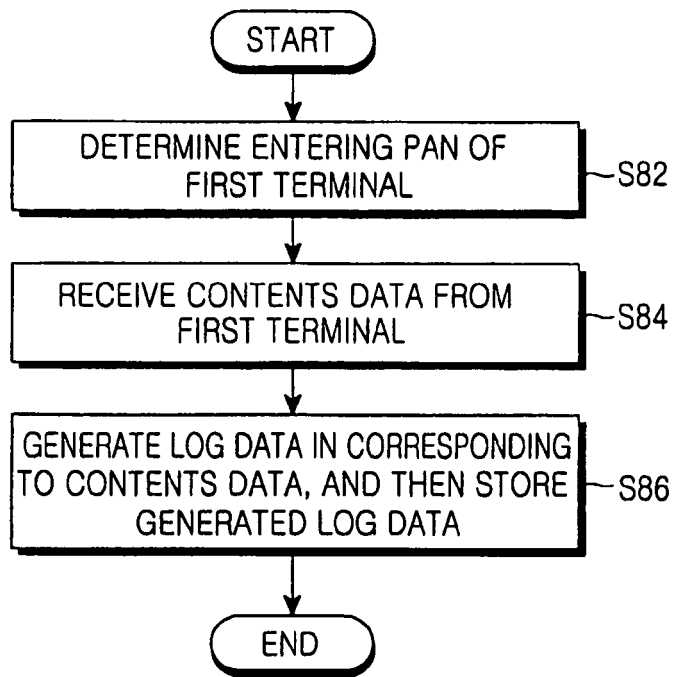 START
DETERMINE ENTERING PAN OF
FIRST TERMINAL
S82
RECEIVE CONTENTS DATA FROM
FIRST TERMINAL
S84
GENERATE LOG DATA IN CORRESPONDING
TO CONTENTS DATA, AND THEN STORE
GENERATED LOG DATA
S86
END